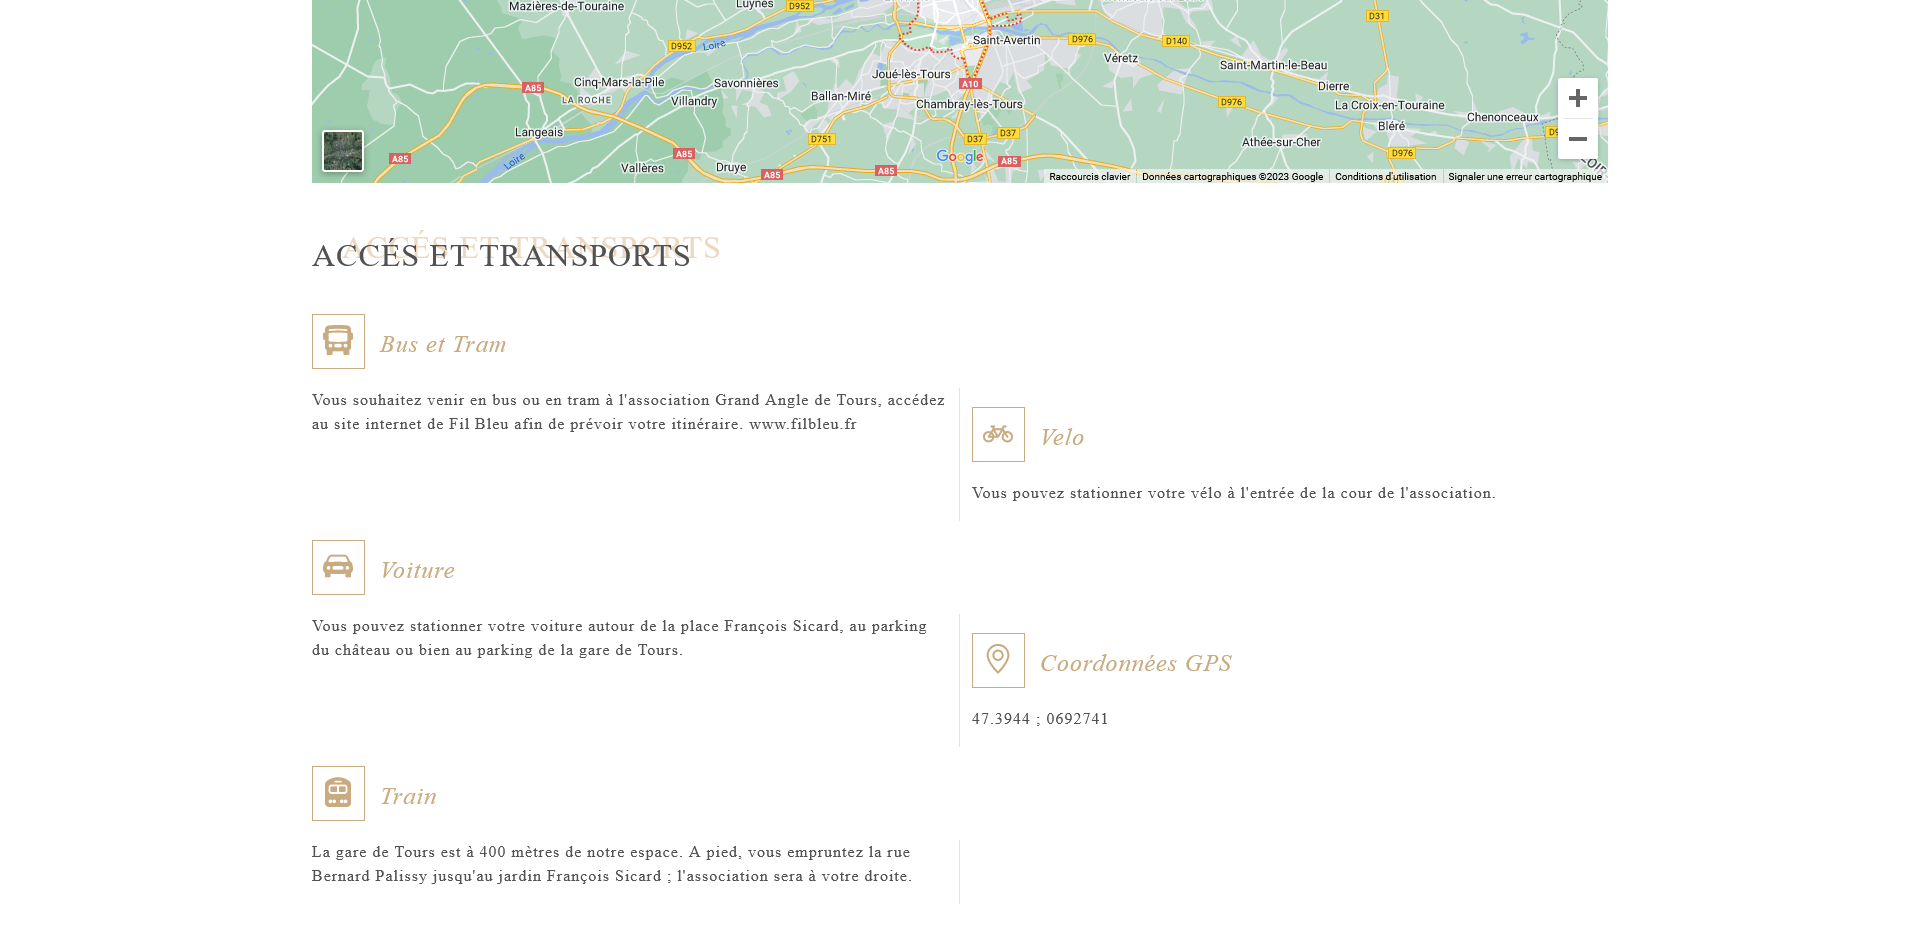 Mazières-de-Touraine
Luynes
D952
D31
D952
Loire
Saint-Avertin
D976
D140
Véretz
Saint-Martin-le-Beau
Joué-lès-Tours
A10
Cinq-Mars-la-Pile
Savonnières
A85
LA ROCHE
Villandry
Ballan-Miré
Chambray-lès-Tours
D976
Dierre
La Croix-en-Touraine
Chenonceaux
Bléré
Langeais
D751
D37
D37
Athée-sur-Cher
D976
A85
Loire
A85
Google
A85
Vallères
Druye
A85
A85
Raccourcis clavier
Données cartographiques ©2023 Google
Conditions d'utilisation
Signaler une erreur cartographique
ACCÉS ET TRANSPORTS
ACCÉS ET TRANSPORTS
Bus et Tram
Vous souhaitez venir en bus ou en tram à l'association Grand Angle de Tours, accédez
au site internet de Fil Bleu afin de prévoir votre itinéraire. www.filbleu.fr
Velo
Vous pouvez stationner votre vélo à l'entrée de la cour de l'association.
Voiture
Vous pouvez stationner votre voiture autour de la place François Sicard, au parking
du château ou bien au parking de la gare de Tours.
Coordonnées GPS
47.3944 ; 0692741
Train
La gare de Tours est à 400 mètres de notre espace. A pied, vous empruntez la rue
Bernard Palissy jusqu'au jardin François Sicard ; l'association sera à votre droite.